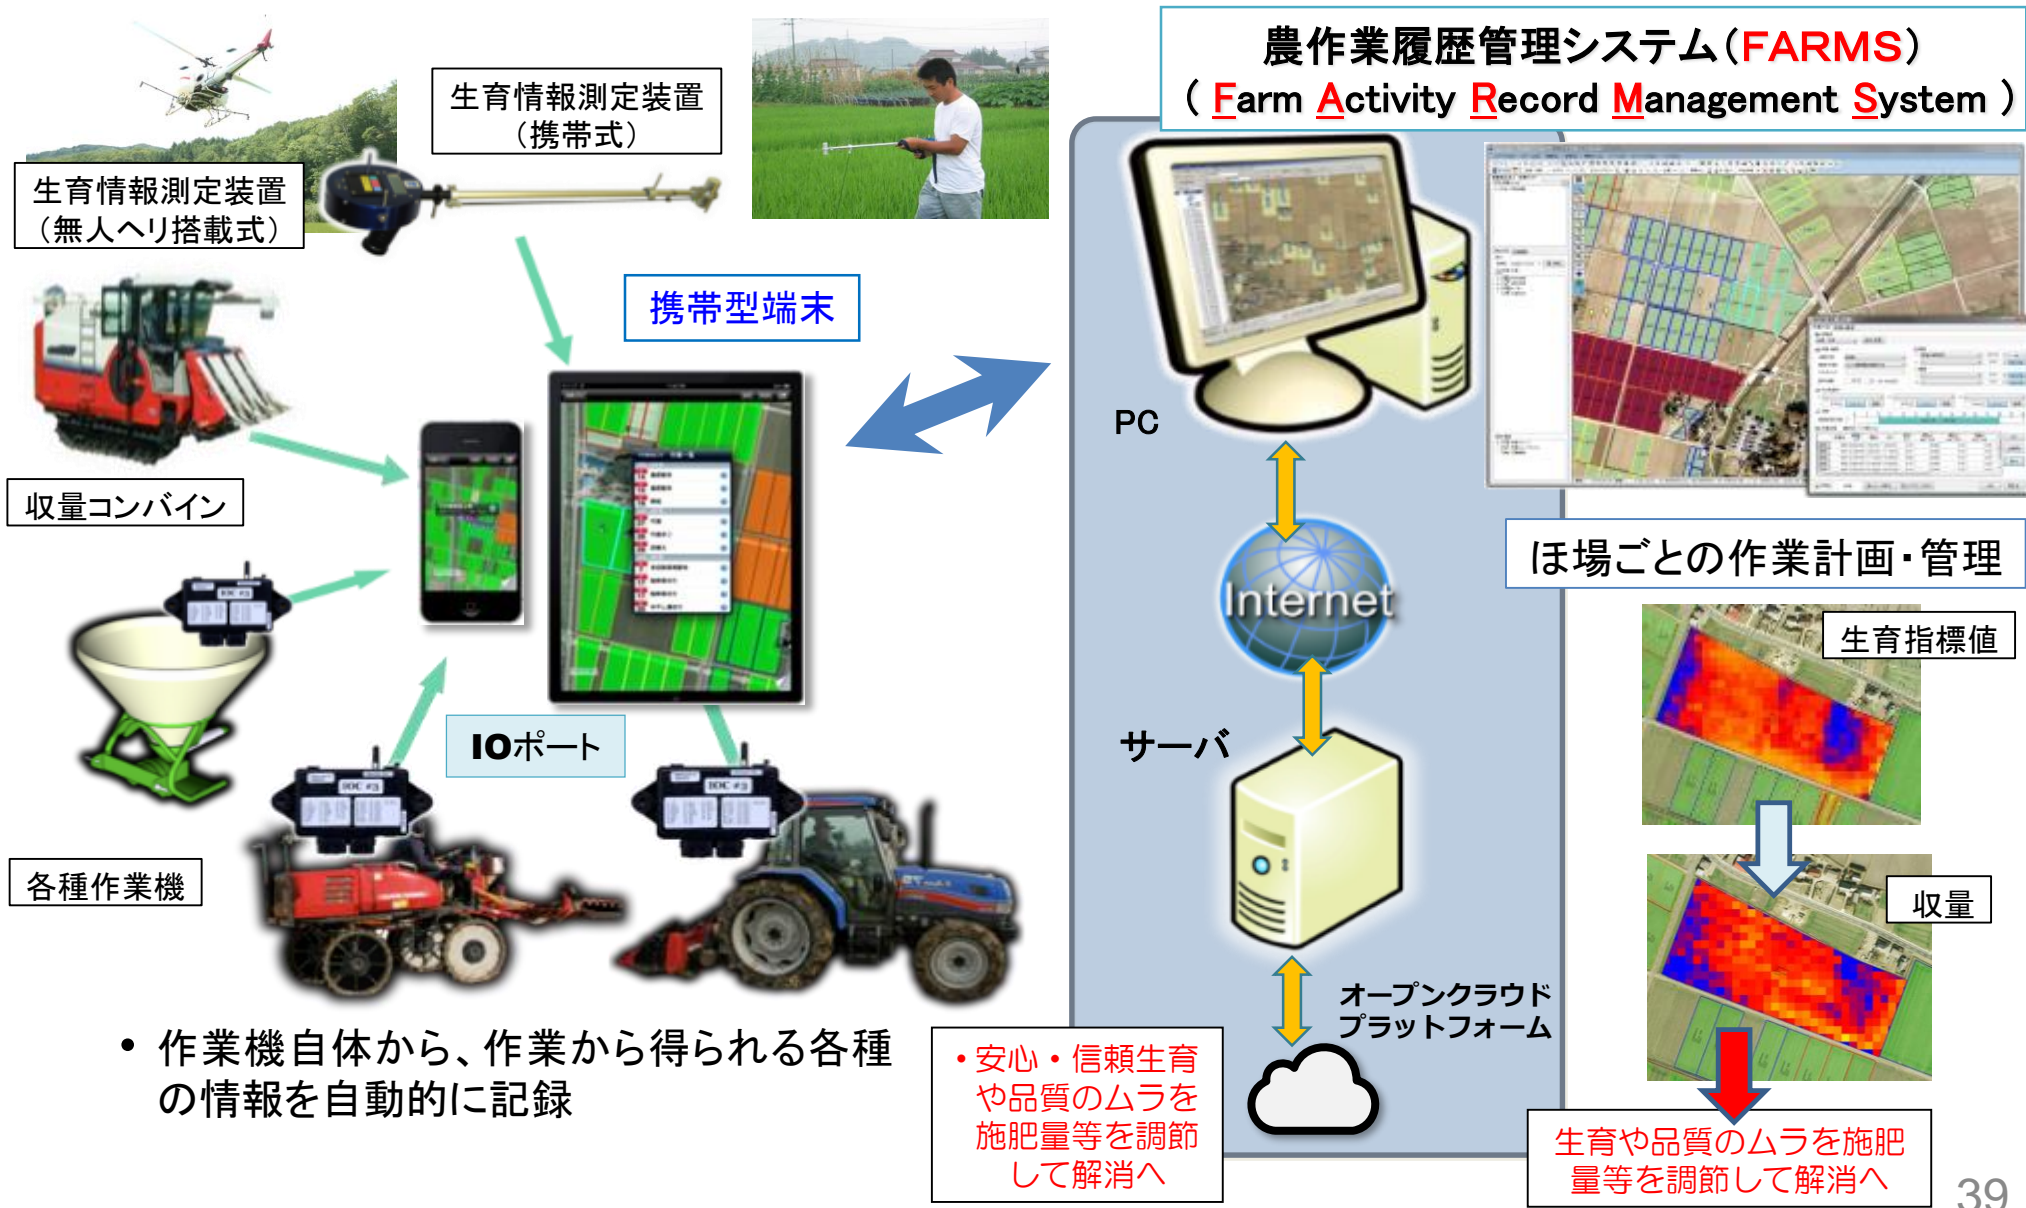 農作業履歴管理システム（FARMS）
( Farm Activity Record Management System )
生育情報測定装置
（携帯式）
生育情報測定装置
（無人ヘリ搭載式）
携帯型端末
収量コンバイン
PC
Internet
ほ場ごとの作業計画・管理
生育指標値
IOポート
サーバ
IOC #3
IOC #3
IOC #3
各種作業機
収量
オープンクラウド
プラットフォーム
• 作業機自体から、作業から得られる各種
の情報を自動的に記録
・安心・信頼生育
や品質のムラを
施肥量等を調節
して解消へ
生育や品質のムラを施肥
量等を調節して解消へ
39